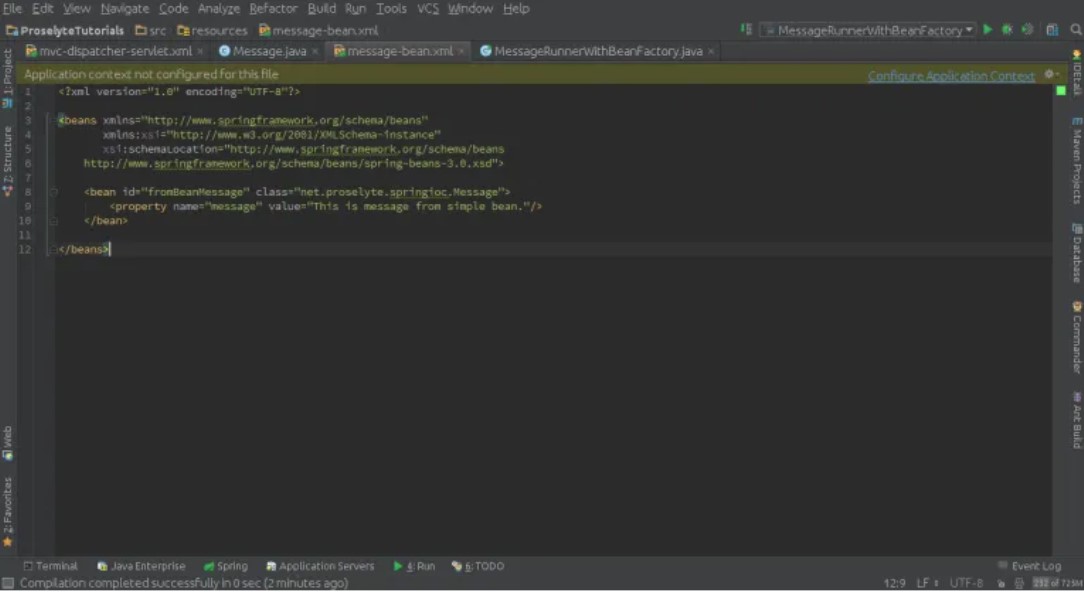 File Edit View Navigate Code Analyze Refactor Build Run Tools VCS Window Help
ProselyteTutorials src resources message-bean.xml MessageRunnerWithBeanFactory
mvc-dispatcher-servlet.xml Message.java message-bean.xml MessageRunnerWithBeanFactory.java
Application context not configured for this file Configure Application Context
1 <?xml version="1.0" encoding="UTF-8"?>
2
3 <beans xmlns="http://www.springframework.org/schema/beans"
4 xmlns:xsi="http://www.w3.org/2001/XMLSchema-instance"
5 xsi:schemaLocation="http://www.springframework.org/schema/beans
6 http://www.springframework.org/schema/beans/spring-beans-3.0.xsd">
7
8 <bean id="fromBeanMessage" class="net.proselyte.springioc.Message">
9 <property name="message" value="This is message from simple bean."/>
10 </bean>
11
12 </beans>
1: Project
Z: Structure
Web
2: Favorites
IDEtalk
Maven Projects
Database
Commander
Ant Build
Terminal Java Enterprise Spring Application Servers 4: Run 6: TODO Event Log
Compilation completed successfully in 0 sec (2 minutes ago) 12:9 LF UTF-8 232 of 725M